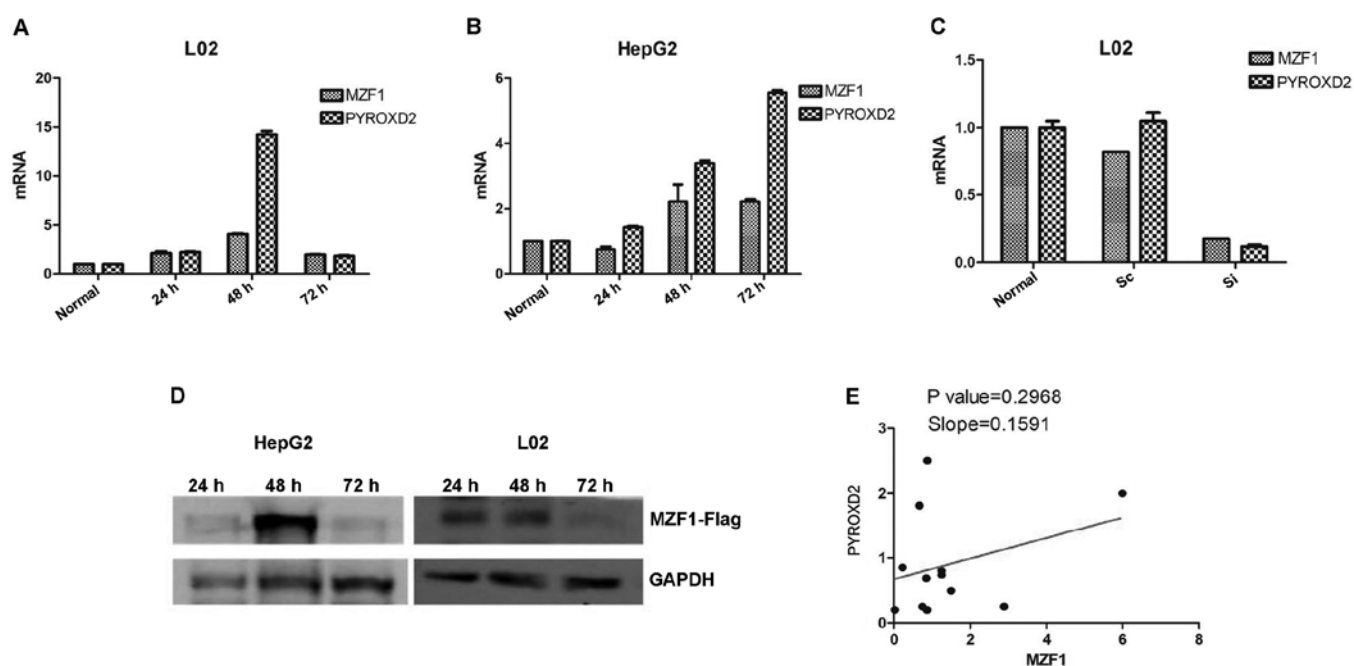 A
L02
mRNA
20
15
10
5
0
Normal
24 h
48 h
72 h
MZF1
PYROXD2
B
HepG2
mRNA
6
4
2
0
Normal
24 h
48 h
72 h
MZF1
PYROXD2
C
L02
mRNA
1.5
1.0
0.5
0.0
Normal
Sc
Si
MZF1
PYROXD2
D
HepG2
L02
24 h 48 h 72 h
24 h 48 h 72 h
MZF1-Flag
GAPDH
E
P value=0.2968
Slope=0.1591
PYROXD2
3
2
1
0
0 2 4 6 8
MZF1